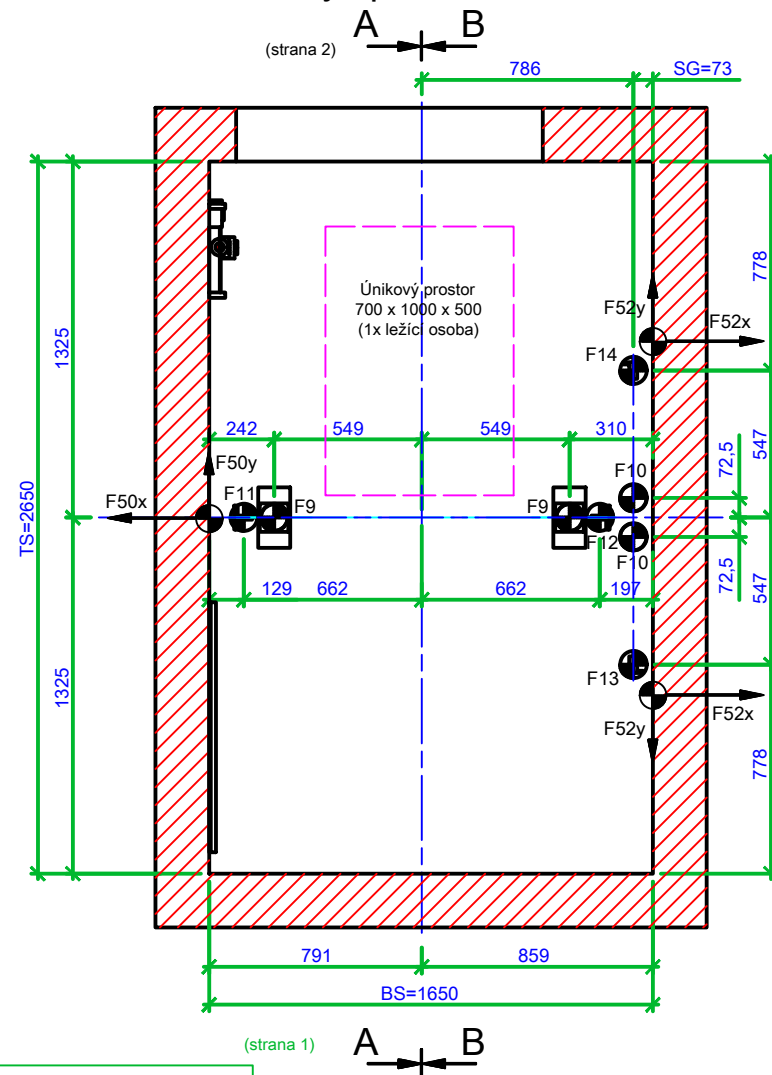 A B
(strana 2)
786 SG=73
Únikový prostor
700 x 1000 x 500
(1x ležící osoba)
778
F52y
F52x
F14
1325
242 549 549 310
547
72,5
F50y
F10
F50x
F11
F9
F9
F12
F10
TS=2650
72,5
129 662 662 197
547
F13
F52x
F52y
1325
778
791 859
BS=1650
(strana 1)
A B